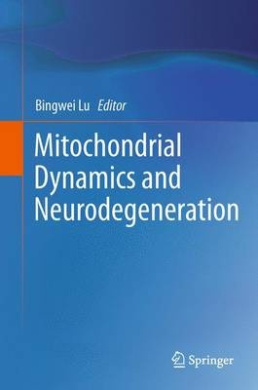 Bingwei Lu Editor
Mitochondrial
Dynamics and
Neurodegeneration
Springer